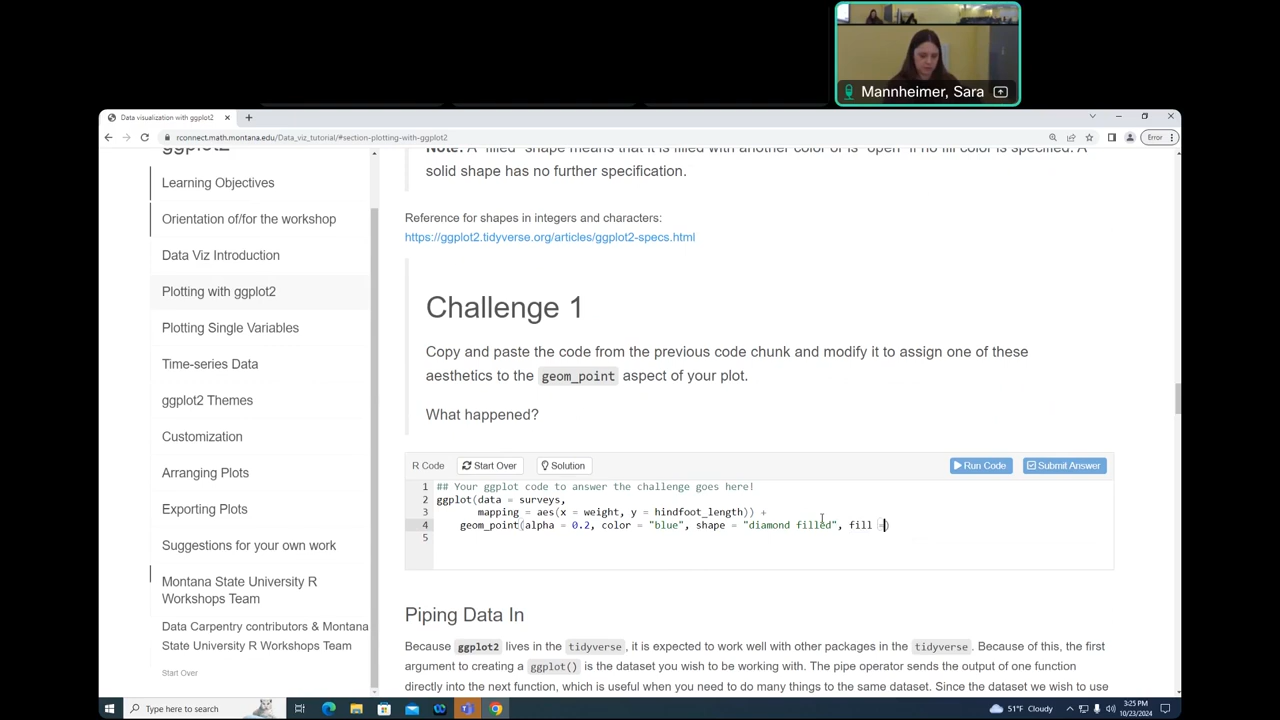 Mannheimer, Sara
Data visualization with ggplot2
rconnect.math.montana.edu/Data_viz_tutorial/#section-plotting-with-ggplot2
Error
ggplot2
Learning Objectives
Orientation of/for the workshop
Data Viz Introduction
Plotting with ggplot2
Plotting Single Variables
Time-series Data
ggplot2 Themes
Customization
Arranging Plots
Exporting Plots
Suggestions for your own work
Montana State University R
Workshops Team
Data Carpentry contributors & Montana
State University R Workshops Team
Start Over
Note: A "filled" shape means that it is filled with another color or is "open" if no fill color is specified. A
solid shape has no further specification.
Reference for shapes in integers and characters:
https://ggplot2.tidyverse.org/articles/ggplot2-specs.html
Challenge 1
Copy and paste the code from the previous code chunk and modify it to assign one of these
aesthetics to the geom_point aspect of your plot.
What happened?
R Code Start Over Solution Run Code Submit Answer
1 ## Your ggplot code to answer the challenge goes here!
2 ggplot(data = surveys,
3 mapping = aes(x = weight, y = hindfoot_length)) +
4 geom_point(alpha = 0.2, color = "blue", shape = "diamond filled", fill =)
5
Piping Data In
Because ggplot2 lives in the tidyverse, it is expected to work well with other packages in the tidyverse. Because of this, the first
argument to creating a ggplot() is the dataset you wish to be working with. The pipe operator sends the output of one function
directly into the next function, which is useful when you need to do many things to the same dataset. Since the dataset we wish to use
Type here to search
51°F Cloudy
3:25 PM
10/23/2024